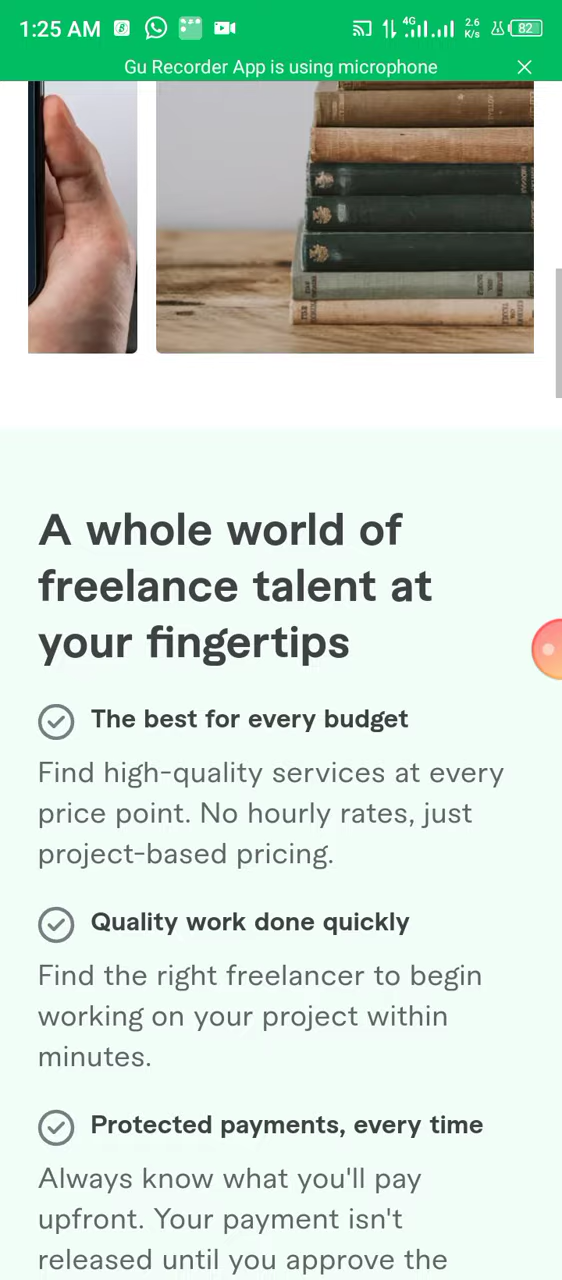 1:25 AM
4G
2.6
K/s
82
Gu Recorder App is using microphone
A whole world of
freelance talent at
your fingertips
The best for every budget
Find high-quality services at every
price point. No hourly rates, just
project-based pricing.
Quality work done quickly
Find the right freelancer to begin
working on your project within
minutes.
Protected payments, every time
Always know what you'll pay
upfront. Your payment isn't
released until you approve the